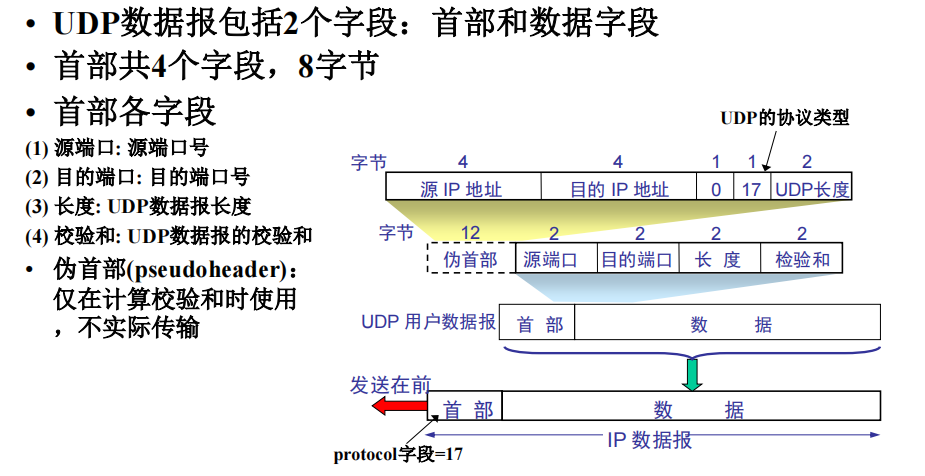 • UDP数据报包括2个字段：首部和数据字段
• 首部共4个字段，8字节
• 首部各字段
(1) 源端口: 源端口号
(2) 目的端口: 目的端口号
(3) 长度: UDP数据报长度
(4) 校验和: UDP数据报的校验和
• 伪首部(pseudoheader)：
仅在计算校验和时使用
，不实际传输
UDP的协议类型
字节 4 4 1 1 2
源 IP 地址 目的 IP 地址 0 17 UDP长度
字节 12 2 2 2 2
伪首部 源端口 目的端口 长 度 检验和
UDP 用户数据报 首 部 数 据
发送在前
首 部 数 据
IP 数据报
protocol字段=17